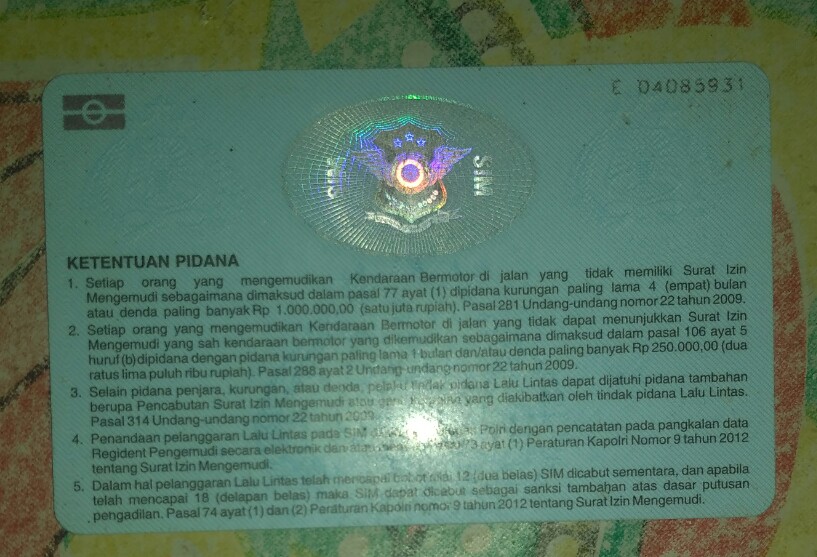 E 04085931
SIM
SIM
KETENTUAN PIDANA
1. Setiap orang yang mengemudikan Kendaraan Bermotor di jalan yang tidak memiliki Surat Izin
Mengemudi sebagaimana dimaksud dalam pasal 77 ayat (1) dipidana kurungan paling lama 4 (empat) bulan
atau denda paling banyak Rp 1.000.000,00 (satu juta rupiah). Pasal 281 Undang-undang nomor 22 tahun 2009.
2. Setiap orang yang mengemudikan Kendaraan Bermotor di jalan yang tidak dapat menunjukkan Surat Izin
Mengemudi yang sah kendaraan bermotor yang dikemudikan sebagaimana dimaksud dalam pasal 106 ayat 5
huruf (b) dipidana dengan pidana kurungan paling lama 1 bulan dan/atau denda paling banyak Rp 250.000,00 (dua
ratus lima puluh ribu rupiah). Pasal 288 ayat 2 Undang-undang nomor 22 tahun 2009.
3. Selain pidana penjara, kurungan, atau denda, pelaku tindak pidana Lalu Lintas dapat dijatuhi pidana tambahan
berupa Pencabutan Surat Izin Mengemudi atau yang diakibatkan oleh tindak pidana Lalu Lintas.
Pasal 314 Undang-undang nomor 22 tahun 2009.
4. Penandaan pelanggaran Lalu Lintas pada SIM Polri dengan pencatatan pada pangkalan data
Regident Pengemudi secara elektronik dan atau 73 ayat (1) Peraturan Kapolri Nomor 9 tahun 2012
tentang Surat Izin Mengemudi.
5. Dalam hal pelanggaran Lalu Lintas telah mencapai bobot nilai 12 (dua belas) SIM dicabut sementara, dan apabila
telah mencapai 18 (delapan belas) maka SIM dapat dicabut sebagai sanksi tambahan atas dasar putusan
pengadilan. Pasal 74 ayat (1) dan (2) Peraturan Kapolri nomor 9 tahun 2012 tentang Surat Izin Mengemudi.